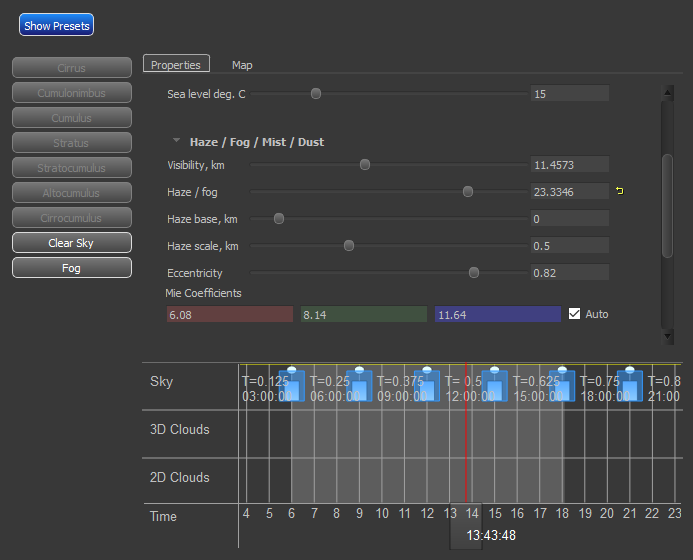 Show Presets
Cirrus
Cumulonimbus
Cumulus
Stratus
Stratocumulus
Altocumulus
Cirrocumulus
Clear Sky
Fog
Properties Map
Sea level deg. C 15
Haze / Fog / Mist / Dust
Visibility, km 11.4573
Haze / fog 23.3346
Haze base, km 0
Haze scale, km 0.5
Eccentricity 0.82
Mie Coefficients
6.08 8.14 11.64 Auto
Sky T=0.125 T=0.25 T=0.375 T= 0.5 T=0.625 T=0.75 T=0.8
03:00:00 06:00:00 09:00:00 12:00:00 15:00:00 18:00:00 21:00
3D Clouds
2D Clouds
Time 4 5 6 7 8 9 10 11 12 13 14 15 16 17 18 19 20 21 22 23
13:43:48